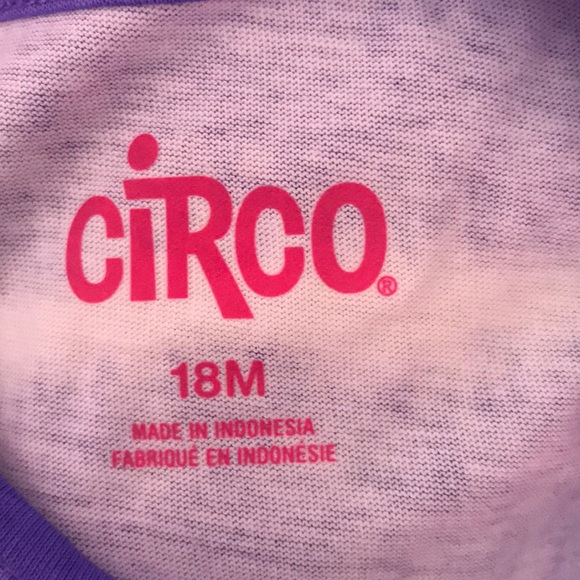 CiRCO®
18M
MADE IN INDONESIA
FABRIQUÉ EN INDONÉSIE